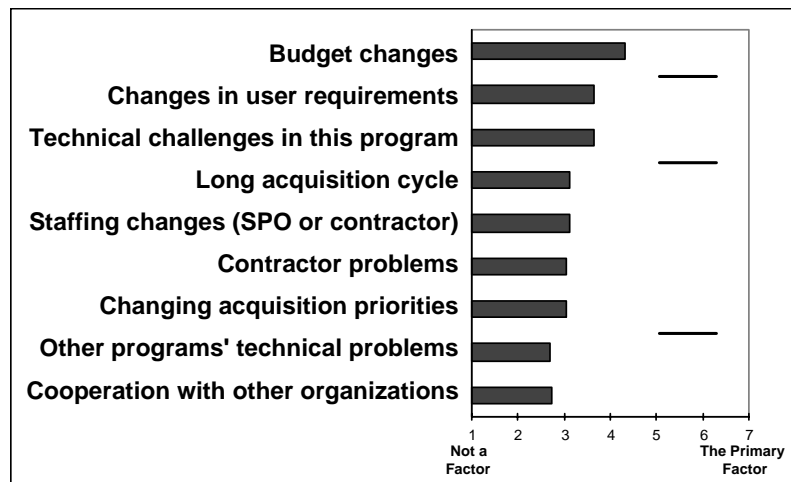 Budget changes
Changes in user requirements
Technical challenges in this program
Long acquisition cycle
Staffing changes (SPO or contractor)
Contractor problems
Changing acquisition priorities
Other programs' technical problems
Cooperation with other organizations
1 2 3 4 5 6 7
Not a The Primary
Factor Factor